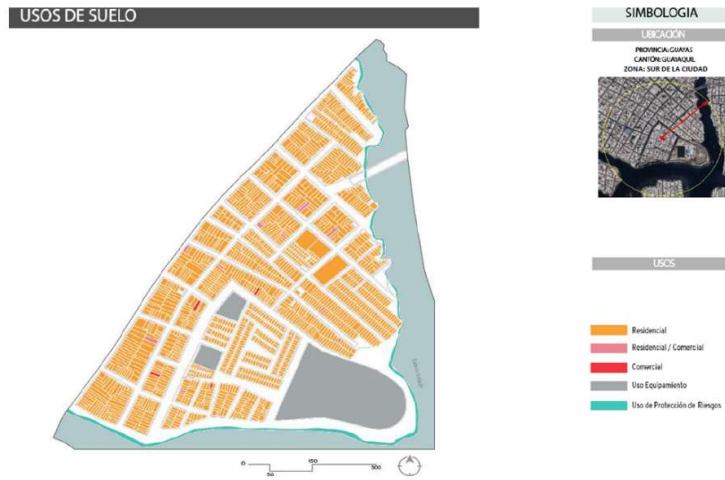 USOS DE SUELO
SIMBOLOGIA
UBICACIÓN
PROVINCIA: GUAYAS
CANTÓN: GUAYAQUIL
ZONA: SUR DE LA CIUDAD
USOS
Residencial
Residencial / Comercial
Comercial
Uso Equipamiento
Uso de Protección de Riesgos
0
50
150
300